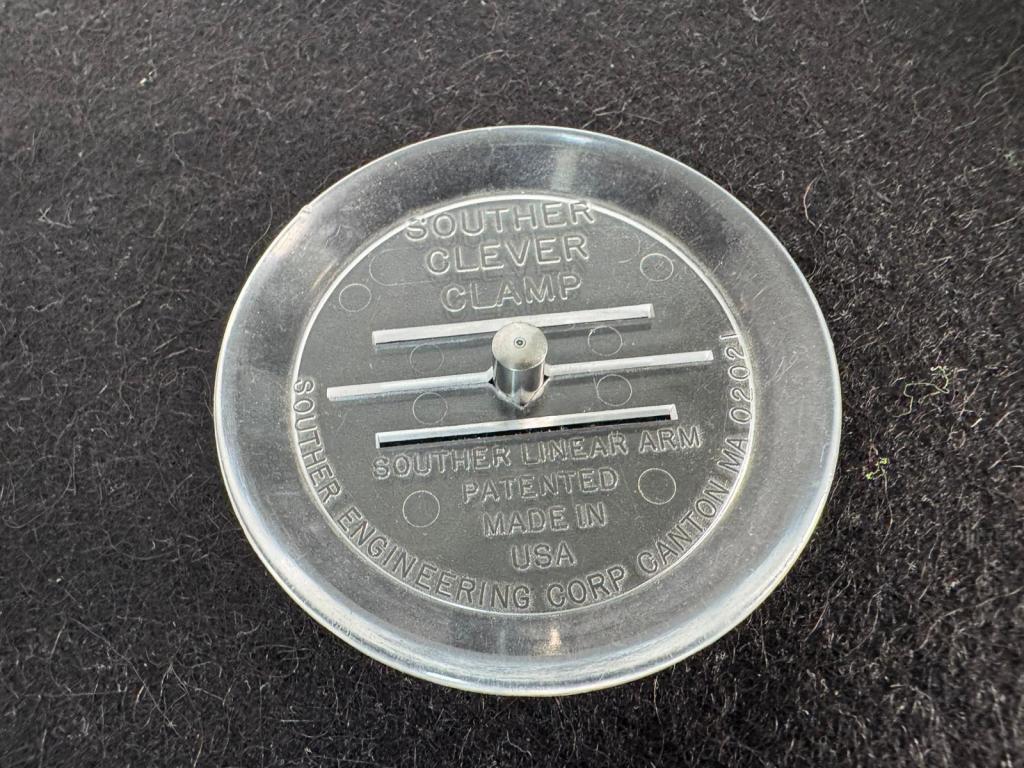 SOUTHER
CLEVER
CLAMP
SOUTHER LINEAR ARM
PATENTED
MADE IN
USA
SOUTHER ENGINEERING CORP CANTON MA 02021